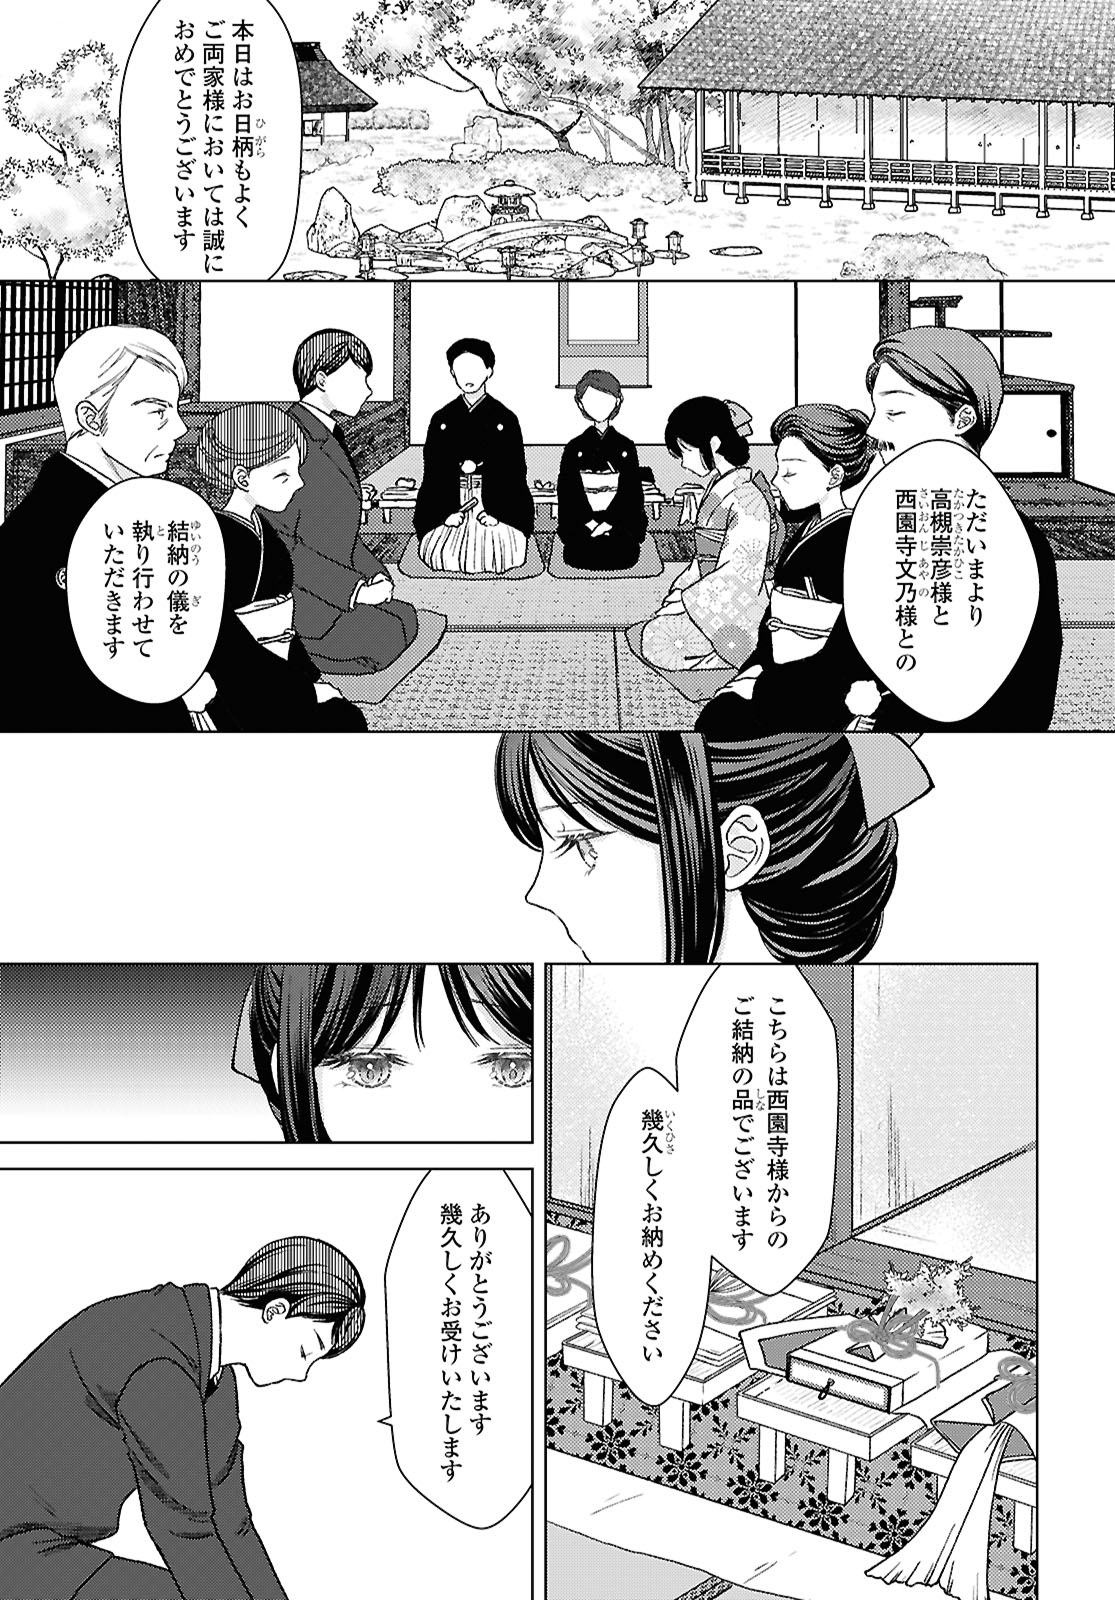 本日はお日柄もよく
ご両家様においては誠に
おめでとうございます
ただいまより
高槻崇彦様と
西園寺文乃様との
結納の儀を
執り行わせて
いただきます
こちらは西園寺様からの
ご結納の品でございます
幾久しくお納めください
ありがとうございます
幾久しくお受けいたします